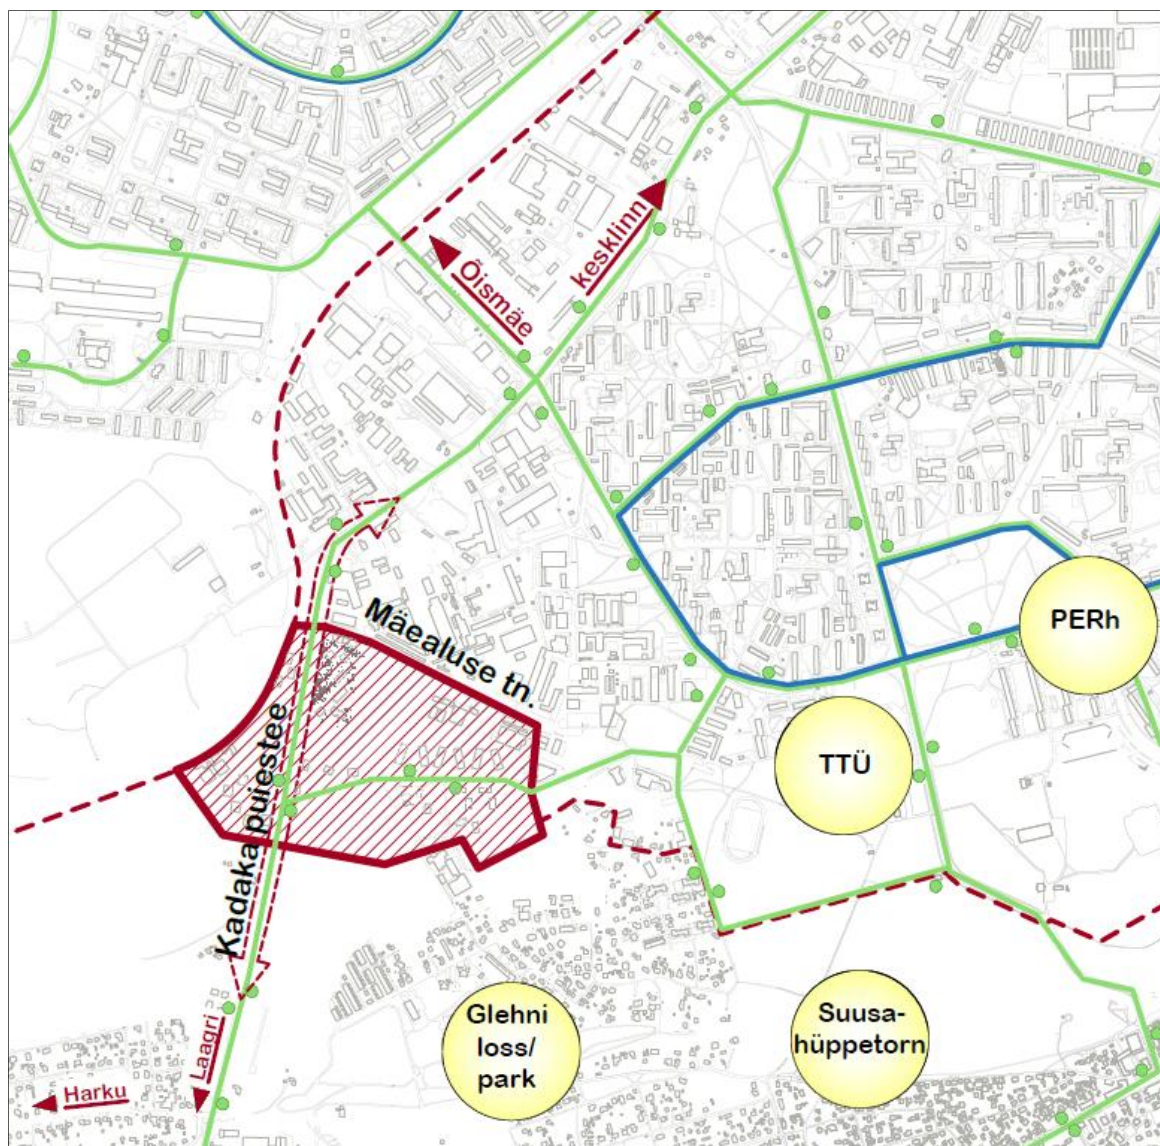 Õismäe
kesklinn
PERh
Mäealuse tn.
TTÜ
Kadaka puiestee
Glehni
loss/
park
Suusa-
hüppetorn
Laagri
Harku